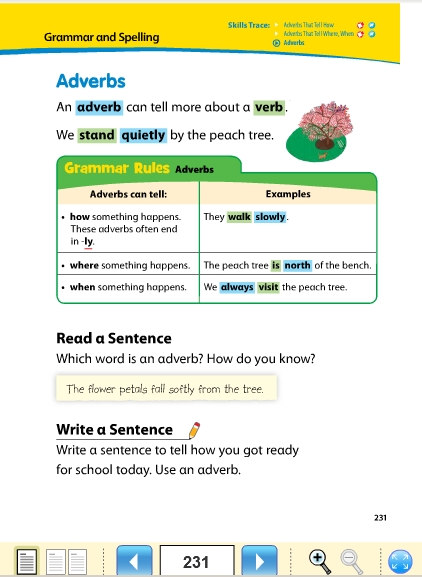 Grammar and Spelling
Skills Trace:
Adverbs That Tell How
Adverbs That Tell Where, When
Adverbs
Adverbs
An adverb can tell more about a verb.
We stand quietly by the peach tree.
Grammar Rules Adverbs
Adverbs can tell:
Examples
• how something happens.
These adverbs often end
in -ly.
They walk slowly.
• where something happens.
The peach tree is north of the bench.
• when something happens.
We always visit the peach tree.
Read a Sentence
Which word is an adverb? How do you know?
The flower petals fall softly from the tree.
Write a Sentence
Write a sentence to tell how you got ready
for school today. Use an adverb.
231
231